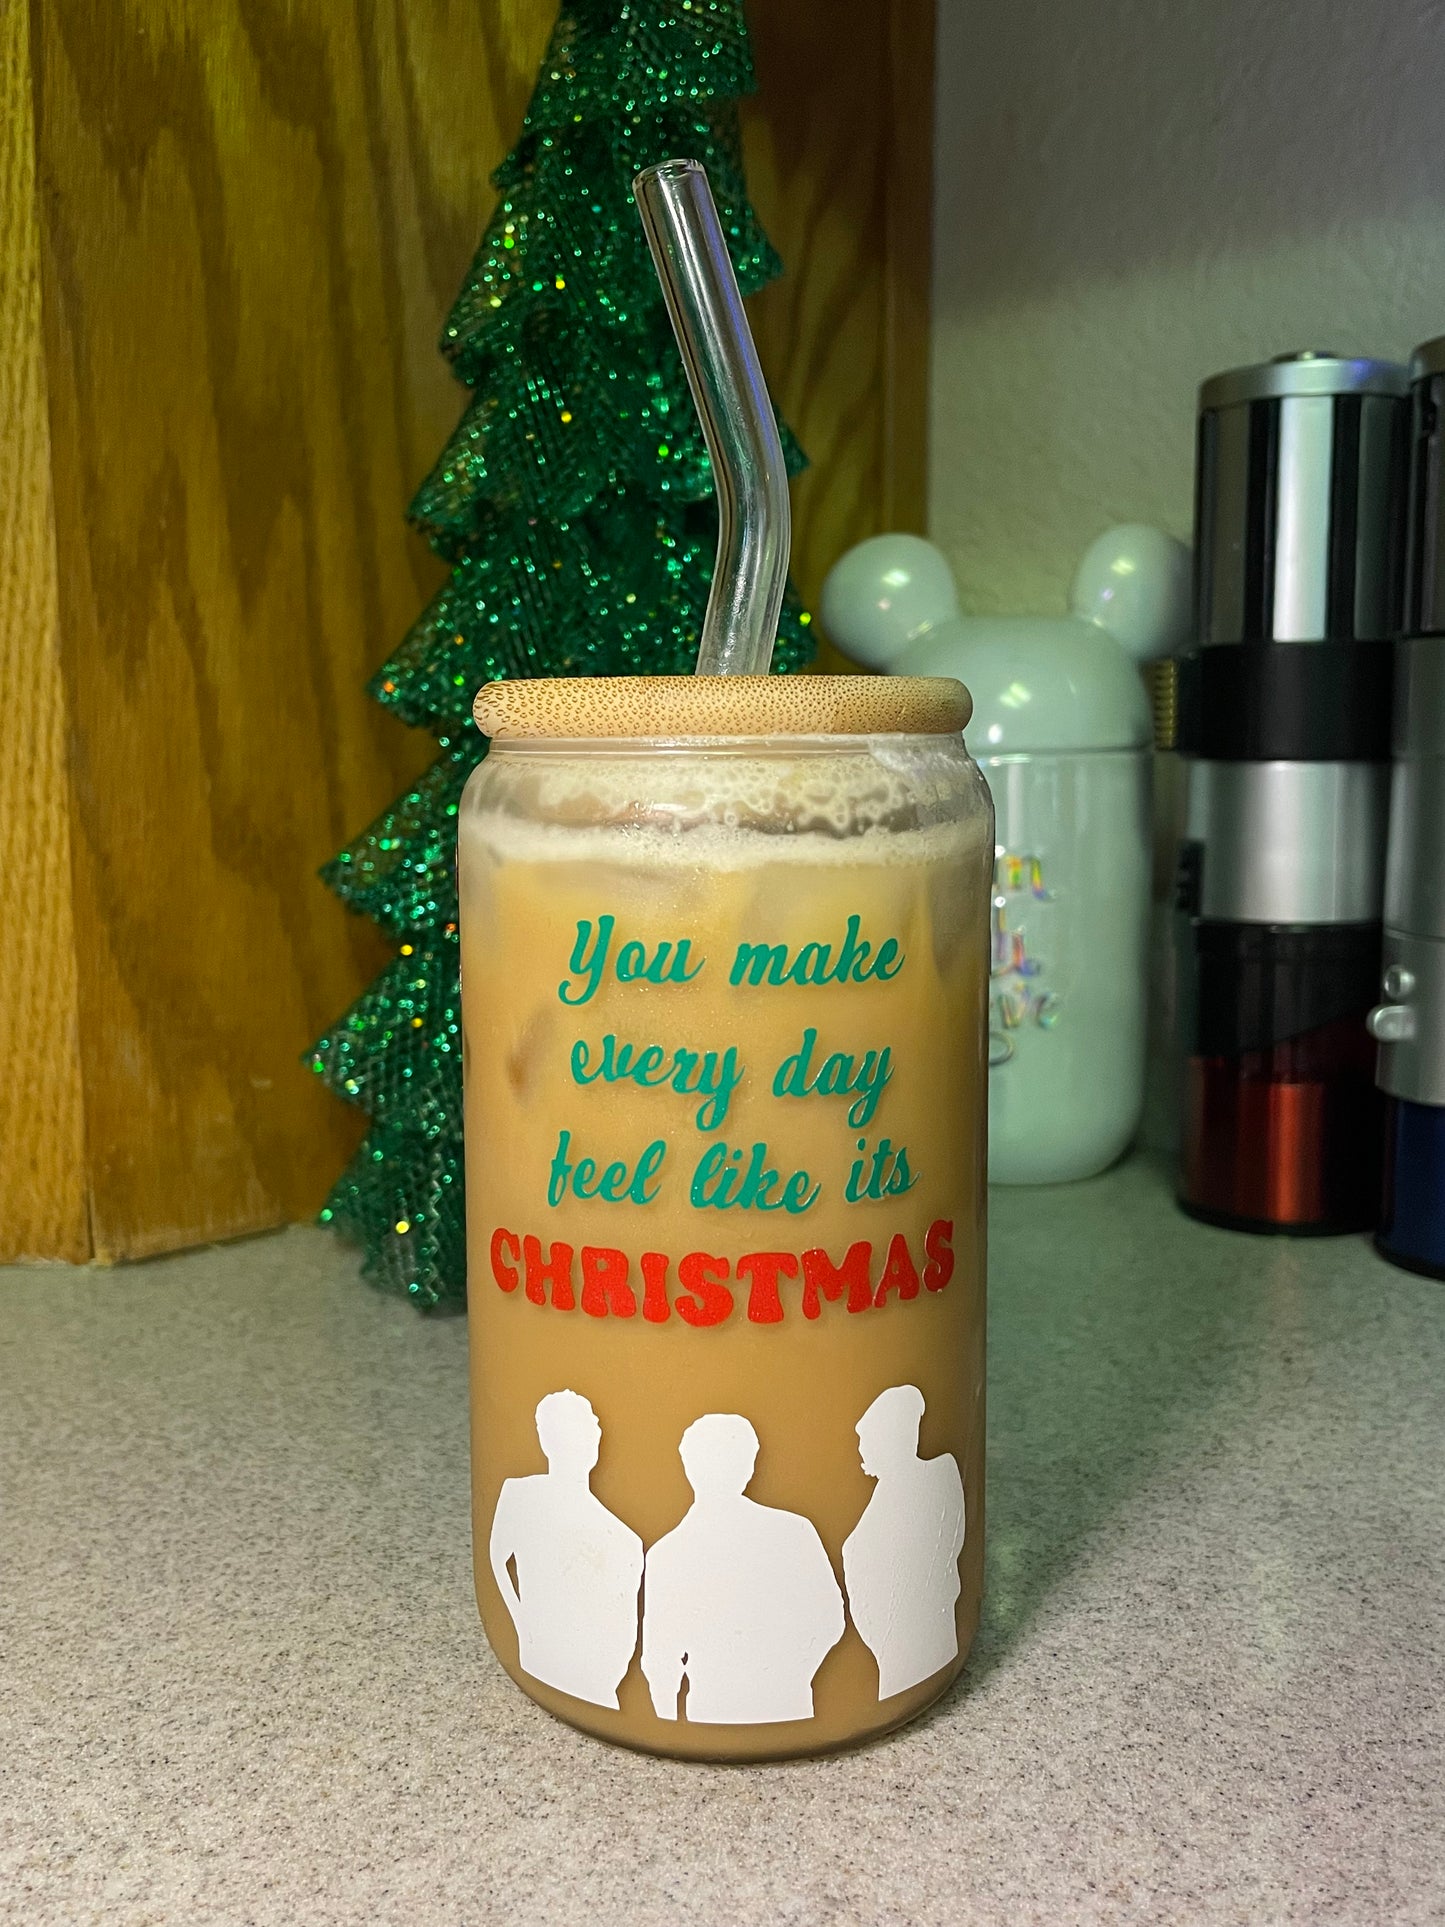 You make
every day
feel like its
CHRISTMAS